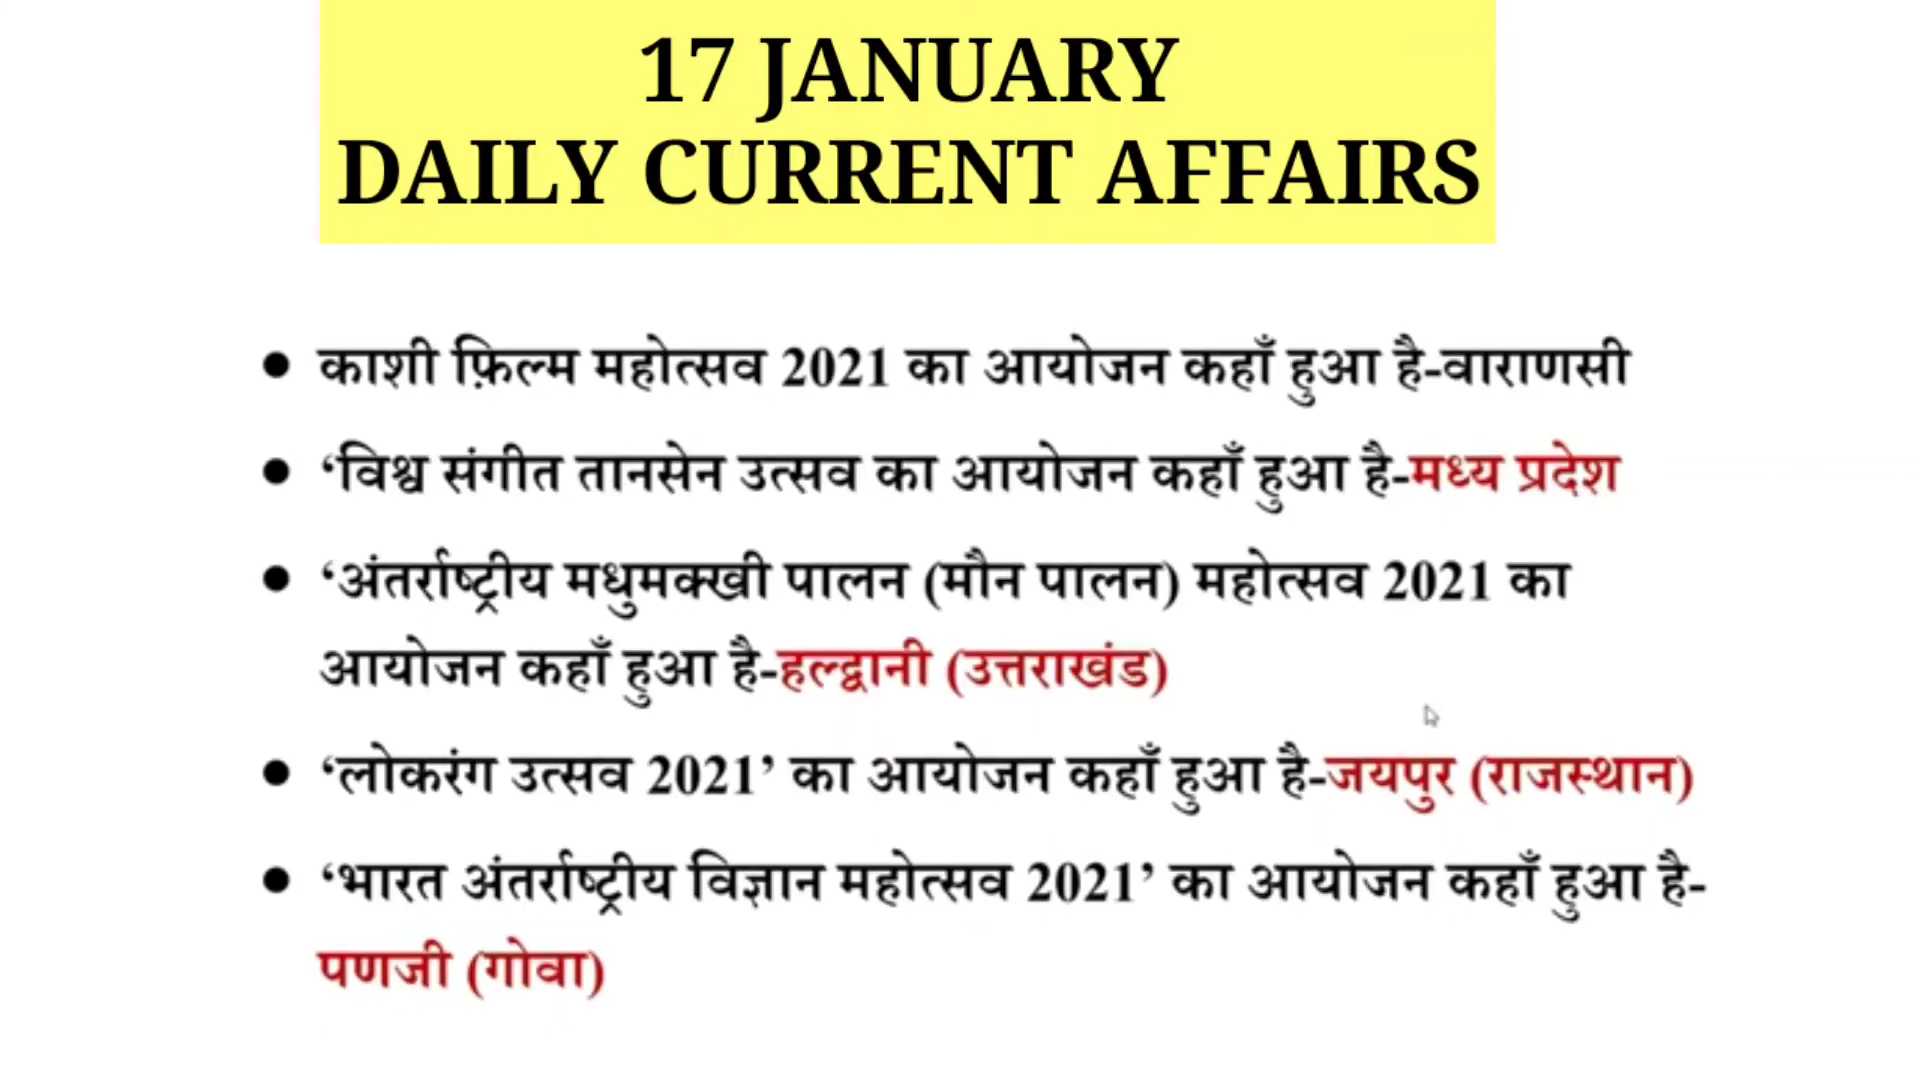 17 JANUARY
DAILY CURRENT AFFAIRS
● काशी फ़िल्म महोत्सव 2021 का आयोजन कहाँ हुआ है-वाराणसी
● ‘विश्व संगीत तानसेन उत्सव का आयोजन कहाँ हुआ है-मध्य प्रदेश
● ‘अंतर्राष्ट्रीय मधुमक्खी पालन (मौन पालन) महोत्सव 2021 का
आयोजन कहाँ हुआ है-हल्द्वानी (उत्तराखंड)
● ‘लोकरंग उत्सव 2021’ का आयोजन कहाँ हुआ है-जयपुर (राजस्थान)
● ‘भारत अंतर्राष्ट्रीय विज्ञान महोत्सव 2021’ का आयोजन कहाँ हुआ है-
पणजी (गोवा)